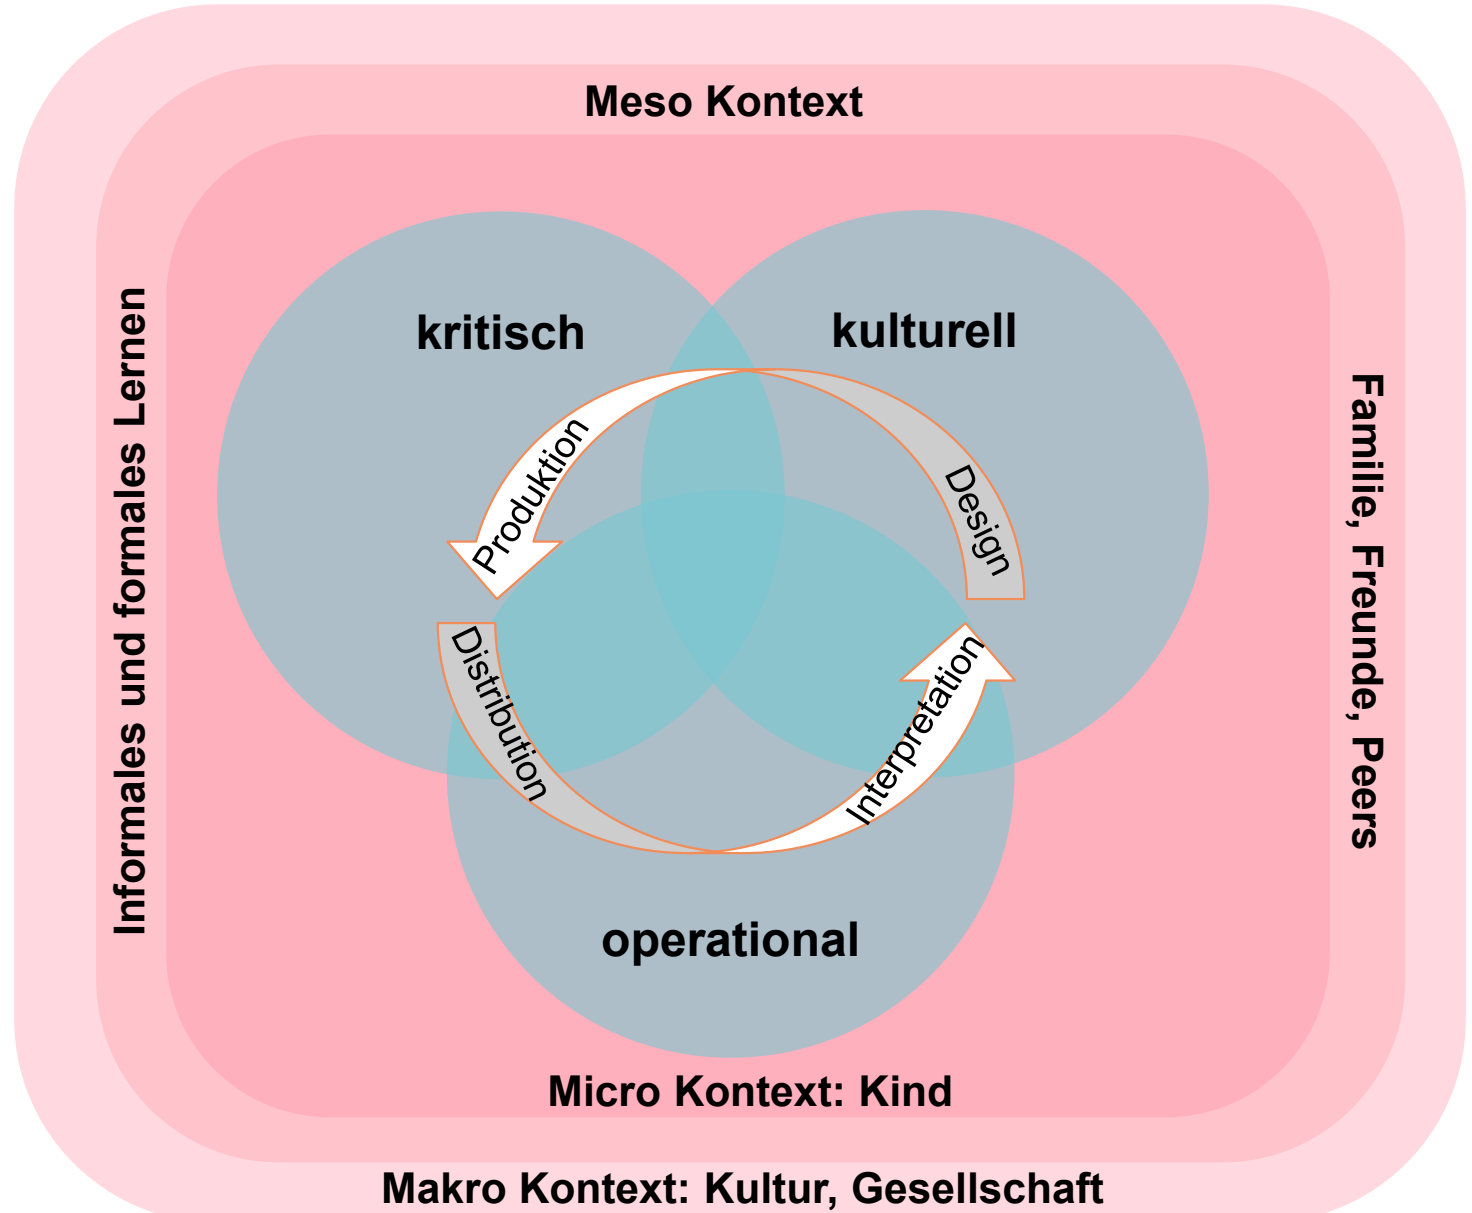 Meso Kontext
Informales und formales Lernen
kritisch
kulturell
Familie, Freunde, Peers
Produktion
Design
Distribution
Interpretation
operational
Micro Kontext: Kind
Makro Kontext: Kultur, Gesellschaft